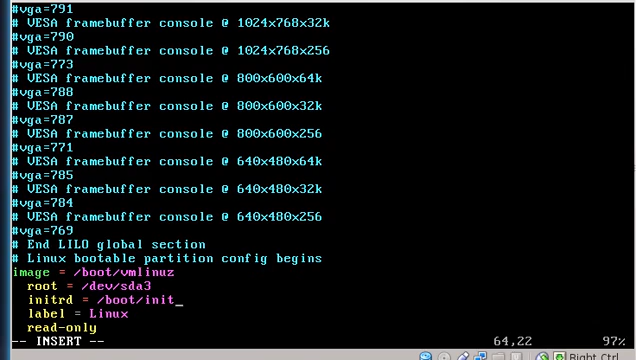 #vga=791
# VESA framebuffer console @ 1024x768x32k
#vga=790
# VESA framebuffer console @ 1024x768x256
#vga=773
# VESA framebuffer console @ 800x600x64k
#vga=788
# VESA framebuffer console @ 800x600x32k
#vga=787
# VESA framebuffer console @ 800x600x256
#vga=771
# VESA framebuffer console @ 640x480x64k
#vga=785
# VESA framebuffer console @ 640x480x32k
#vga=784
# VESA framebuffer console @ 640x480x256
#vga=769
# End LILO global section
# Linux bootable partition config begins
image = /boot/vmlinuz
root = /dev/sda3
initrd = /boot/init_
label = Linux
read-only
-- INSERT -- 64,22 97%
Right Ctrl